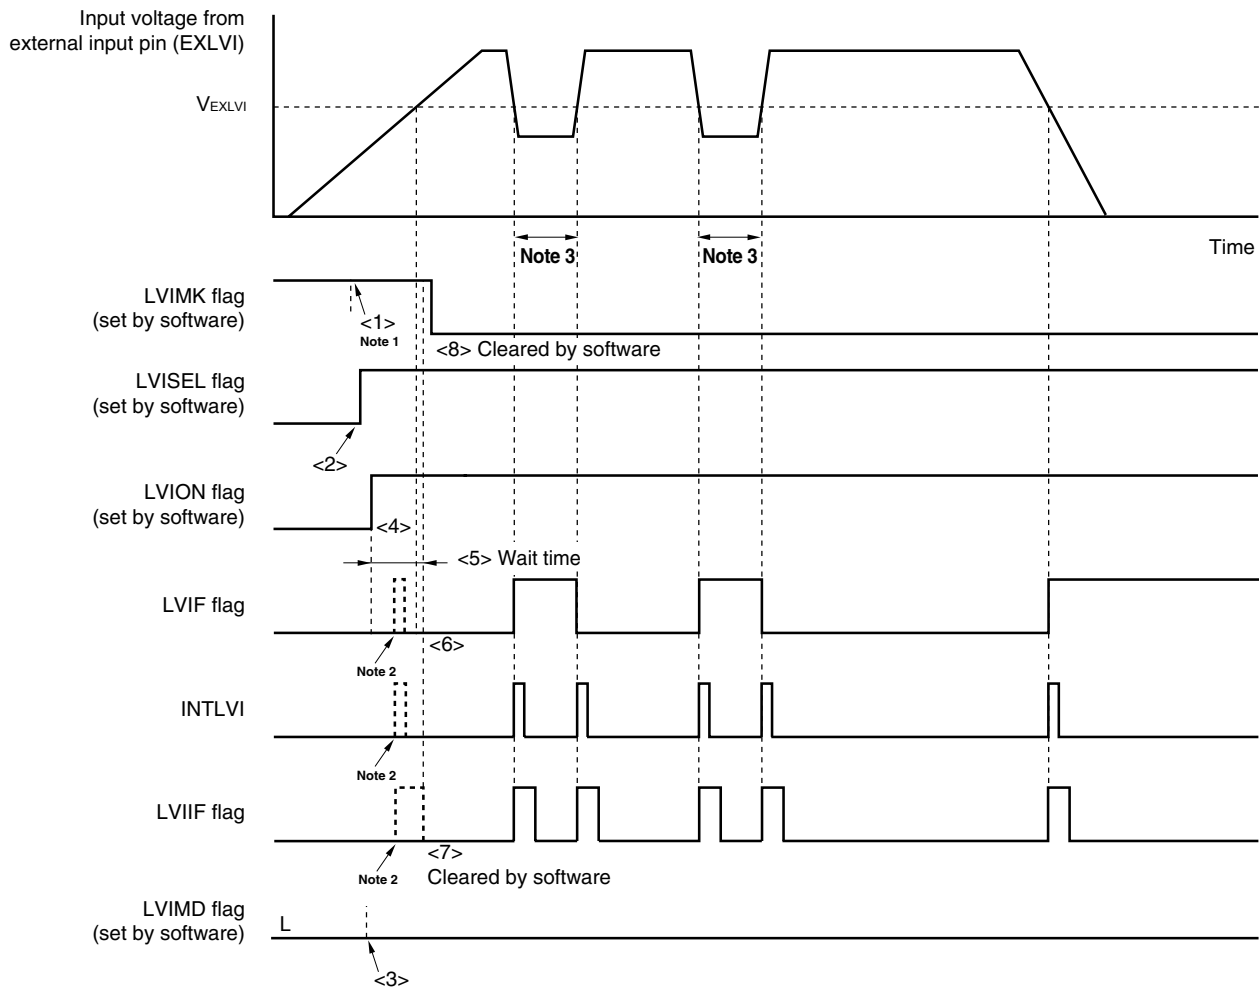 Input voltage from
external input pin (EXLVI)
VEXLVI
Note 3
Note 3
Time
LVIMK flag
(set by software)
<1>
Note 1
<8> Cleared by software
LVISEL flag
(set by software)
<2>
LVION flag
(set by software)
<4>
<5> Wait time
LVIF flag
<6>
Note 2
INTLVI
Note 2
LVIIF flag
<7>
Note 2
Cleared by software
LVIMD flag
(set by software)
L
<3>